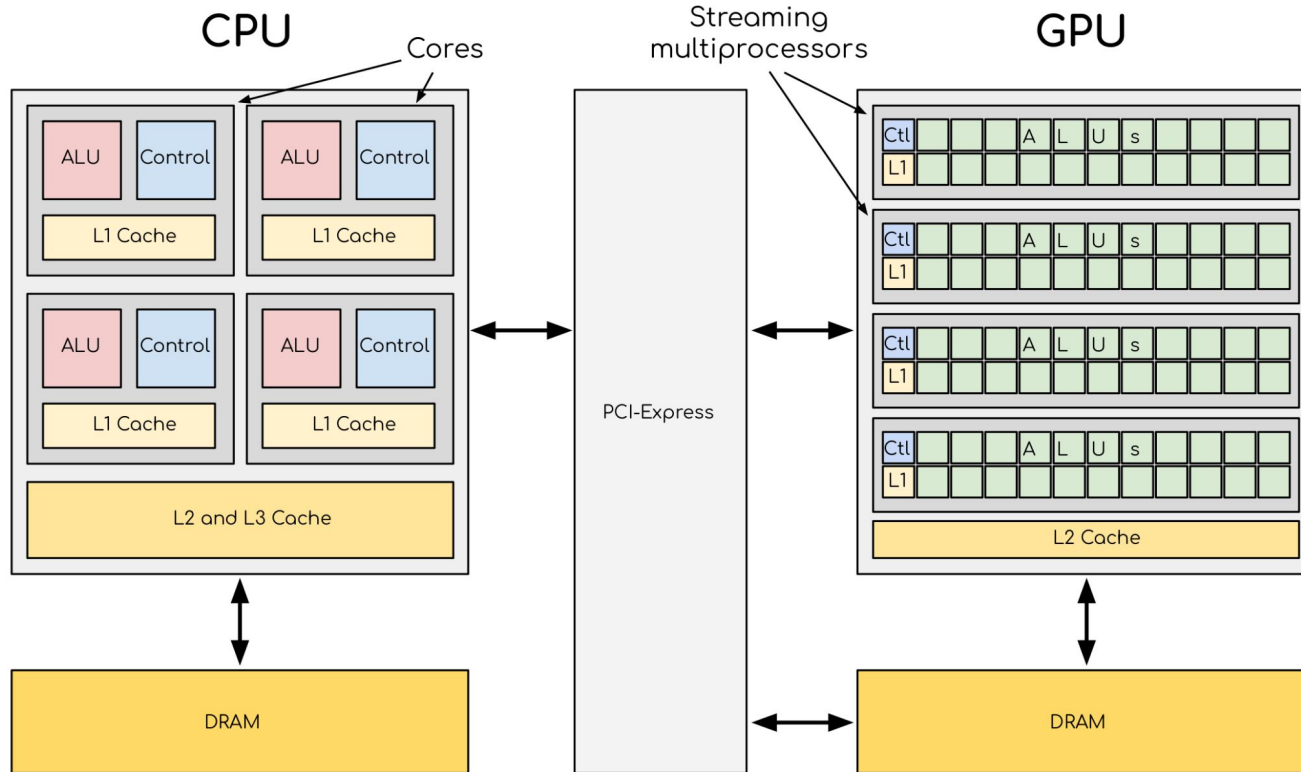 CPU
Cores
Streaming
multiprocessors
GPU
ALU
Control
L1 Cache
ALU
Control
L1 Cache
ALU
Control
L1 Cache
ALU
Control
L1 Cache
L2 and L3 Cache
DRAM
PCI-Express
Ctl
A L U s
L1
Ctl
A L U s
L1
Ctl
A L U s
L1
Ctl
A L U s
L1
L2 Cache
DRAM